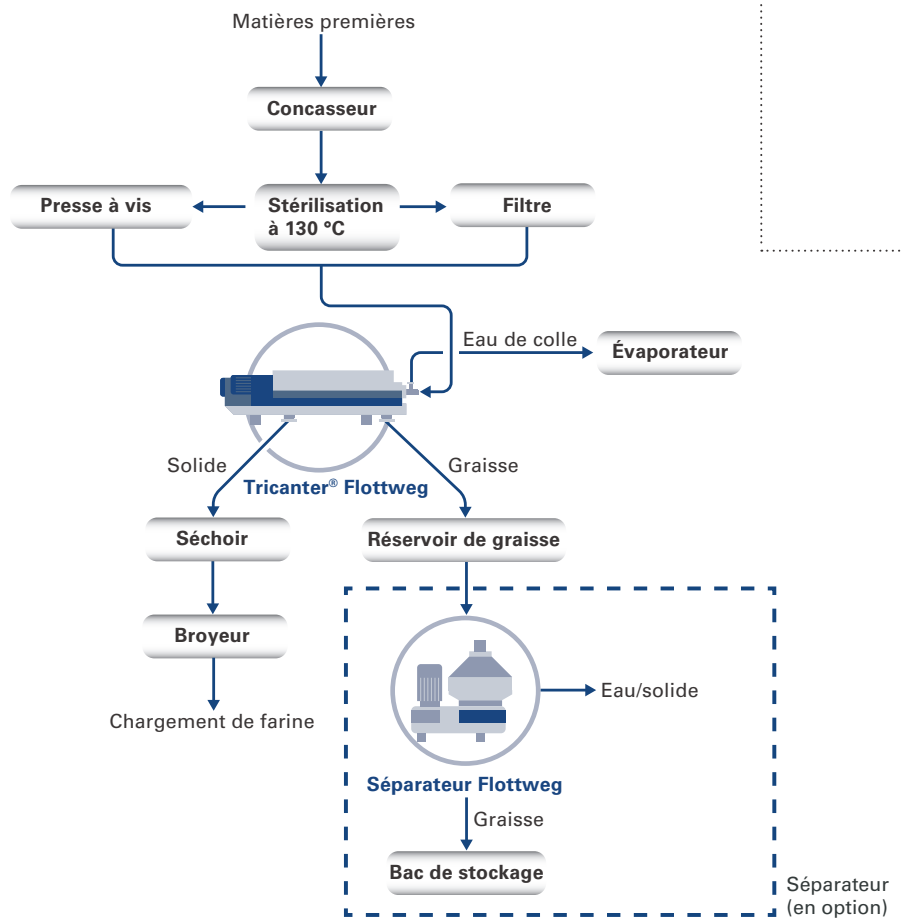 Matières premières
Concasseur
Presse à vis
Stérilisation
à 130 °C
Filtre
Eau de colle
Évaporateur
Solide
Graisse
Tricanter® Flottweg
Séchoir
Réservoir de graisse
Broyeur
Eau/solide
Chargement de farine
Séparateur Flottweg
Graisse
Bac de stockage
Séparateur
(en option)